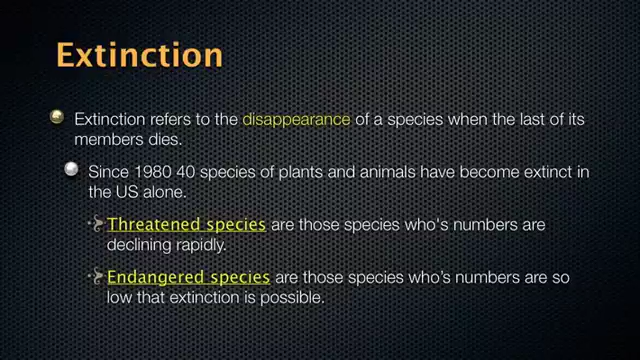 Extinction
Extinction refers to the disappearance of a species when the last of its
members dies.
Since 1980 40 species of plants and animals have become extinct in
the US alone.
Threatened species are those species who's numbers are
declining rapidly.
Endangered species are those species who’s numbers are so
low that extinction is possible.